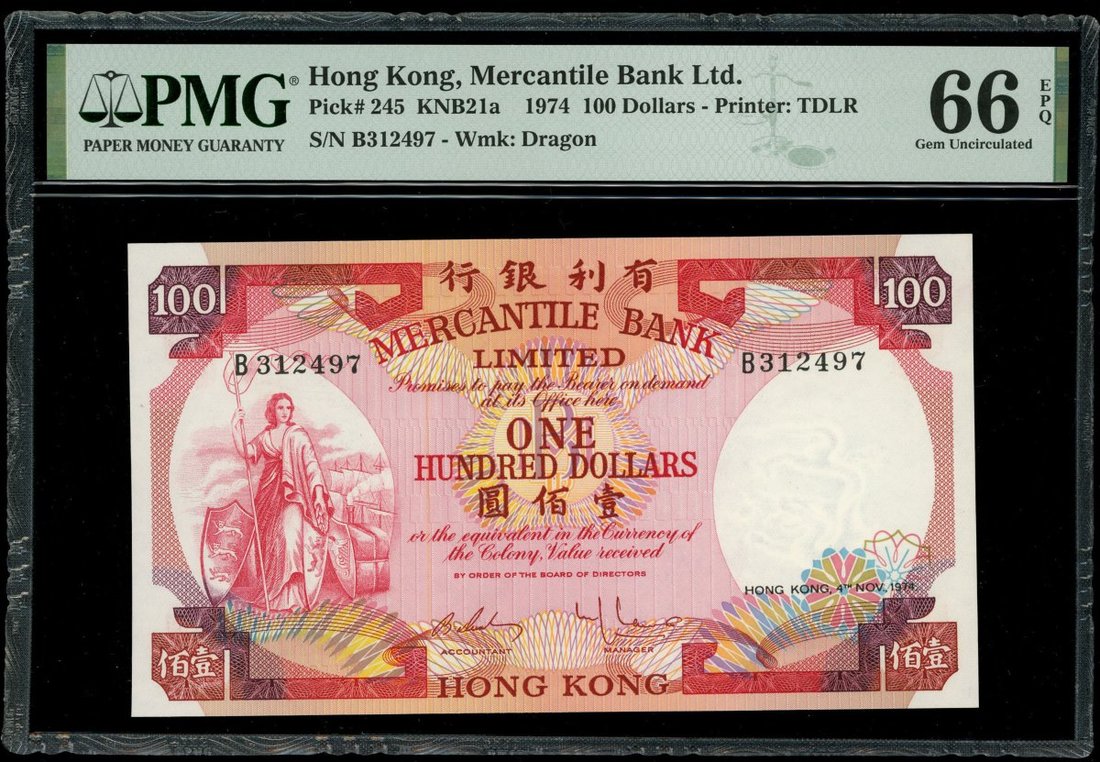 PMG®
PAPER MONEY GUARANTY
Hong Kong, Mercantile Bank Ltd.
Pick# 245 KNB21a 1974 100 Dollars - Printer: TDLR
S/N B312497 - Wmk: Dragon
66 EPQ
Gem Uncirculated
行銀利有
100 100
MERCANTILE BANK
LIMITED
B312497 B312497
Promises to pay the Bearer on demand
at its Office here
ONE
HUNDRED DOLLARS
圓佰壹
or the equivalent in the Currency of
the Colony, Value received
BY ORDER OF THE BOARD OF DIRECTORS
HONG KONG, 4TH NOV. 1974.
ACCOUNTANT MANAGER
佰壹 佰壹
HONG KONG